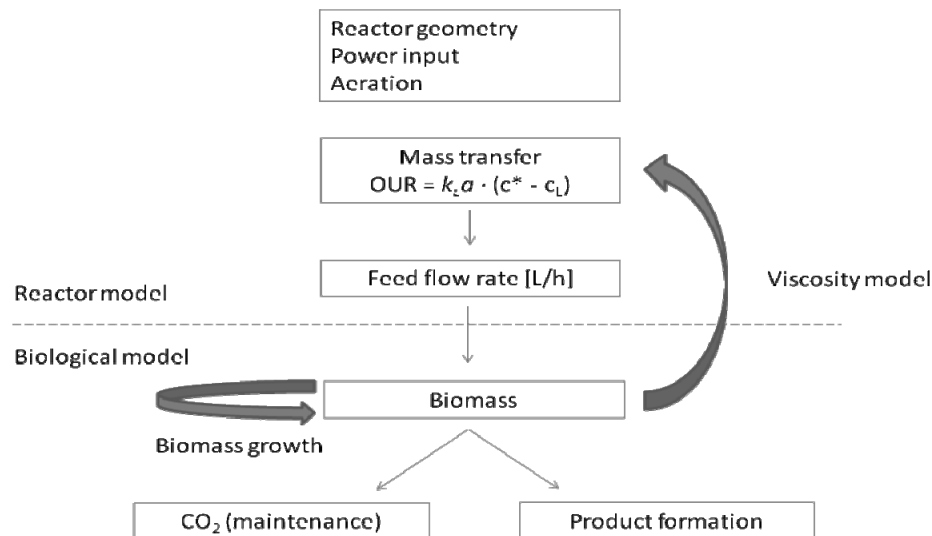 Reactor geometry
Power input
Aeration
Mass transfer
OUR = kLa · (c* - cL)
Feed flow rate [L/h]
Reactor model
Viscosity model
Biological model
Biomass
Biomass growth
CO₂ (maintenance)
Product formation